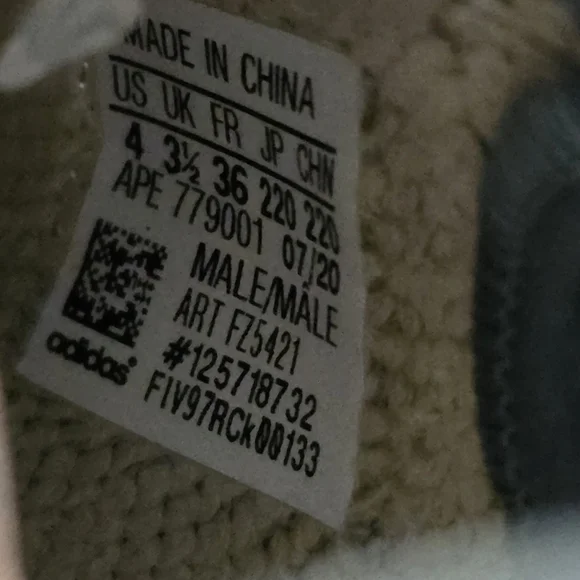 MADE IN CHINA
US UK FR JP CHN
4 3½ 36 220 220
APE 779001 07/20
MALE/MÂLE
ART FZ5421
#125718732
adidas®
FIV97RCk00133